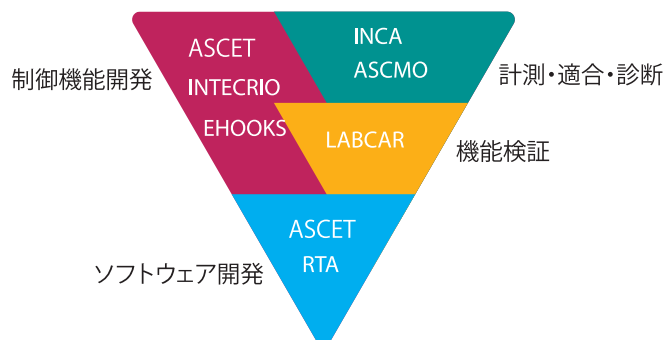 制御機能開発
ASCET
INTECRIO
EHOOKS
INCA
ASCMO
計測・適合・診断
LABCAR
機能検証
ASCET
RTA
ソフトウェア開発